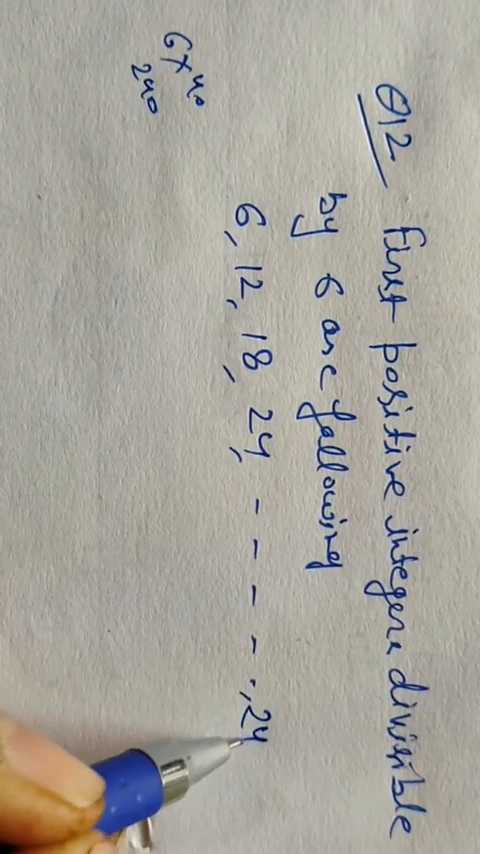 Q12 First positive integers divisible
by 6 are following
6, 12, 18, 24, - - - - ., 24
6 x 40
240